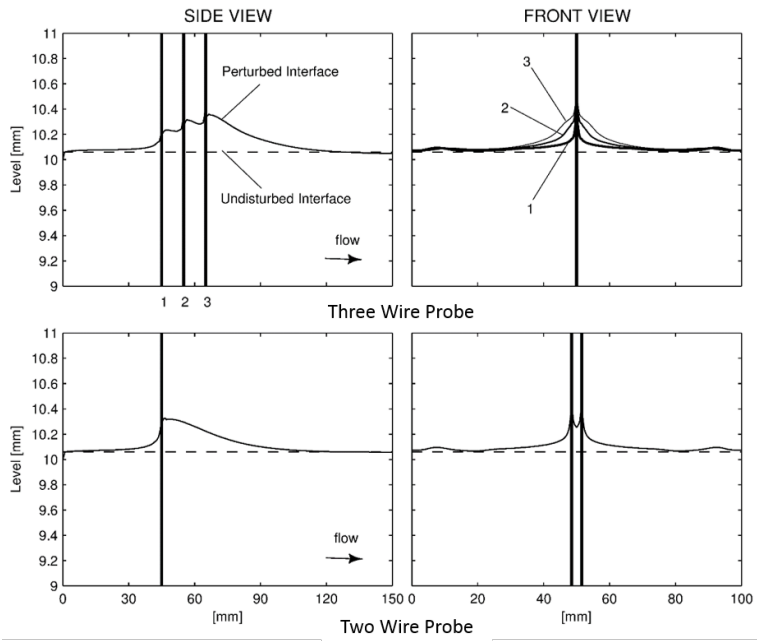 SIDE VIEW
FRONT VIEW
11
10.8
10.6
10.4
10.2
10
9.8
9.6
9.4
9.2
9
Level [mm]
Perturbed Interface
Undisturbed Interface
flow
1 2 3
3
2
1
Three Wire Probe
11
10.8
10.6
10.4
10.2
10
9.8
9.6
9.4
9.2
9
Level [mm]
flow
0 30 60 90 120 150
[mm]
0 20 40 60 80 100
[mm]
Two Wire Probe